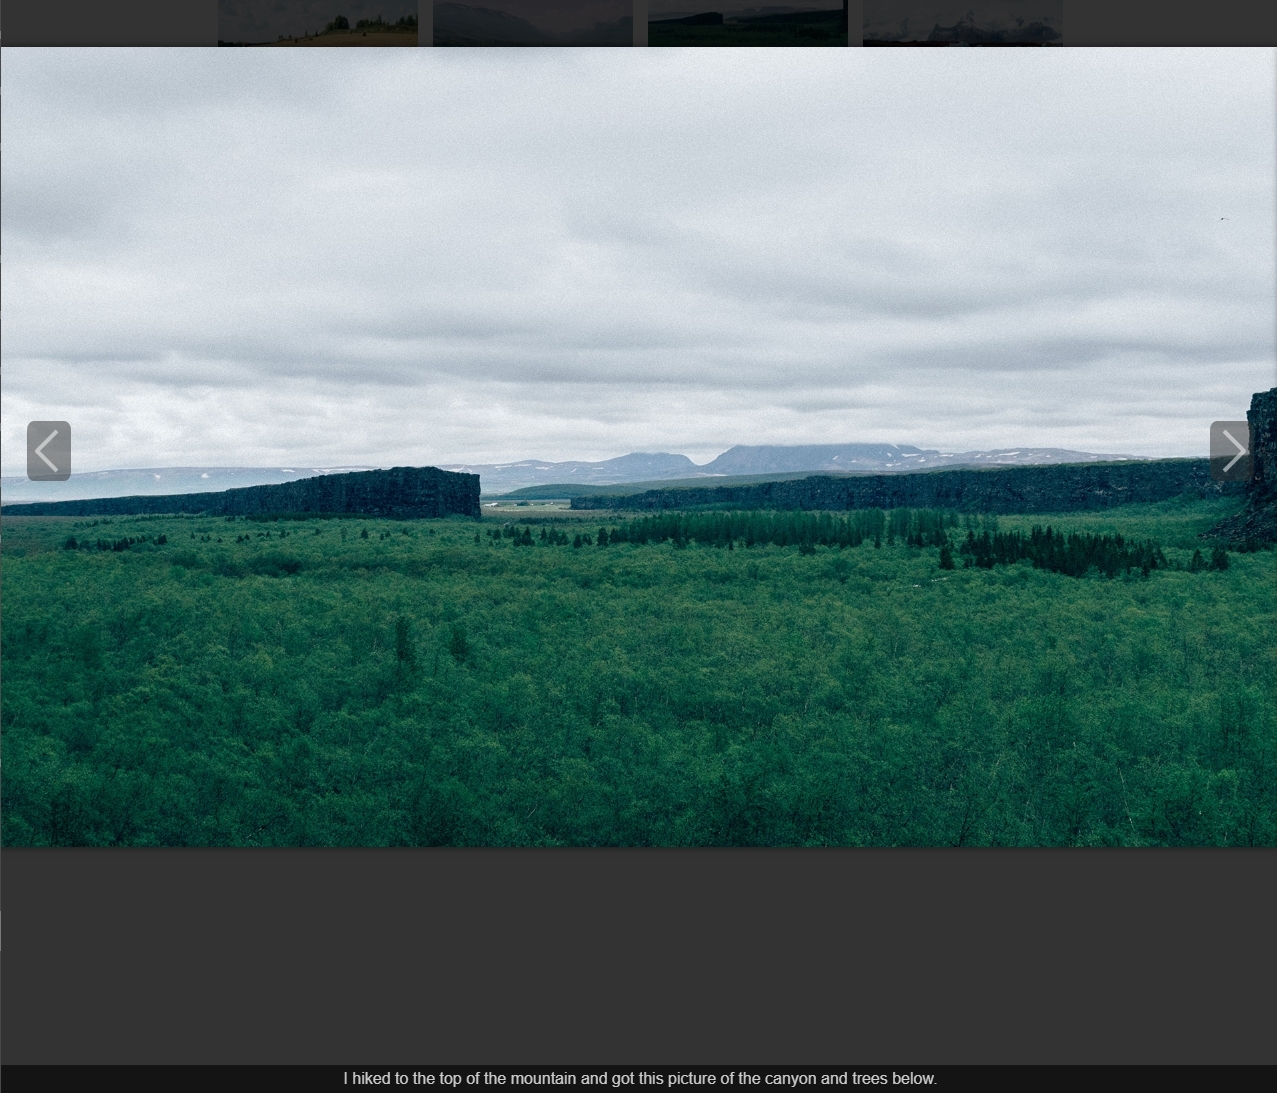 I hiked to the top of the mountain and got this picture of the canyon and trees below.